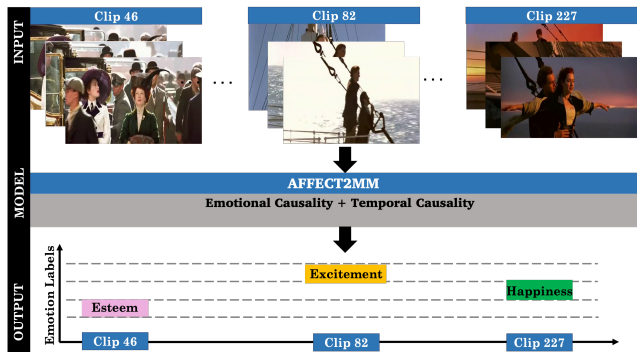 INPUT
Clip 46
Clip 82
Clip 227
...
...
MODEL
AFFECT2MM
Emotional Causality + Temporal Causality
OUTPUT
Emotion Labels
Excitement
Happiness
Esteem
Clip 46
Clip 82
Clip 227